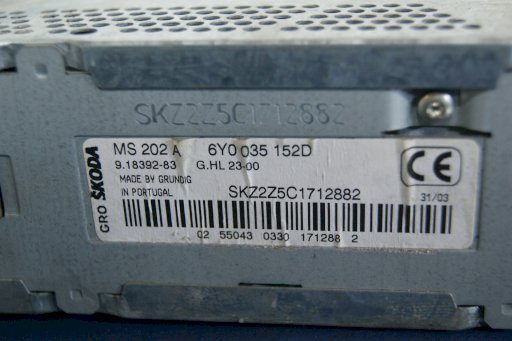 SKZ2Z5C1712882
MS 202 A 6Y0 035 152D
9.18392-83 G.HL 23-00
MADE BY GRUNDIG
IN PORTUGAL
SKZ2Z5C1712882
CE
31/03
GRO ŠKODA
02 55043 0330 171288 2